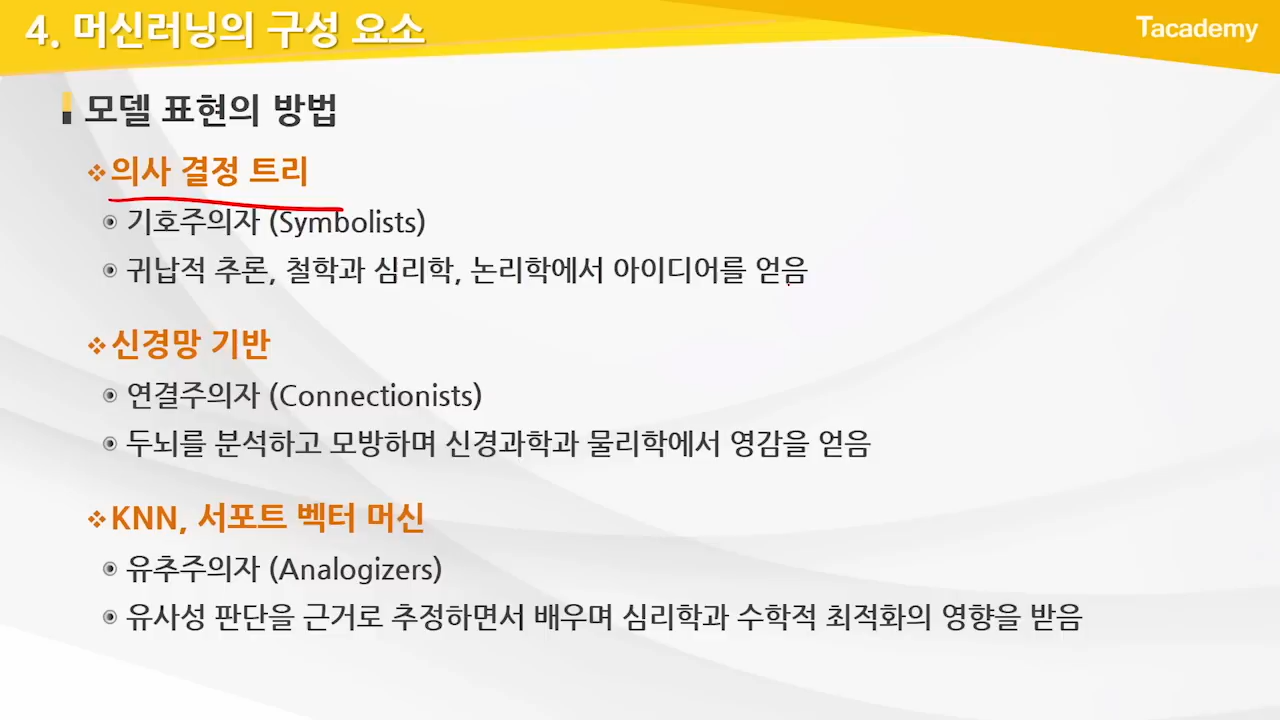 4. 머신러닝의 구성 요소
Tacademy
모델 표현의 방법
의사 결정 트리
기호주의자 (Symbolists)
귀납적 추론, 철학과 심리학, 논리학에서 아이디어를 얻음
신경망 기반
연결주의자 (Connectionists)
두뇌를 분석하고 모방하며 신경과학과 물리학에서 영감을 얻음
KNN, 서포트 벡터 머신
유추주의자 (Analogizers)
유사성 판단을 근거로 추정하면서 배우며 심리학과 수학적 최적화의 영향을 받음